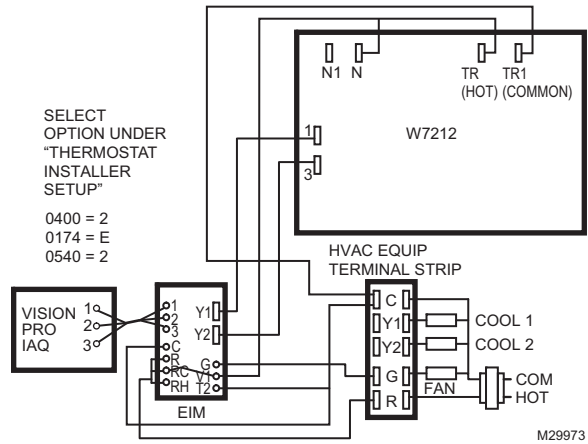 N1 N
TR
(HOT)
TR1
(COMMON)
SELECT
OPTION UNDER
“THERMOSTAT
INSTALLER
SETUP”
0400 = 2
0174 = E
0540 = 2
1
3
W7212
HVAC EQUIP
TERMINAL STRIP
VISION
PRO
IAQ
1
2
3
1
2
3
C
R
RC
RH
Y1
Y2
G
V1
T2
EIM
C
Y1
Y2
G
R
COOL 1
COOL 2
FAN
COM
HOT
M29973